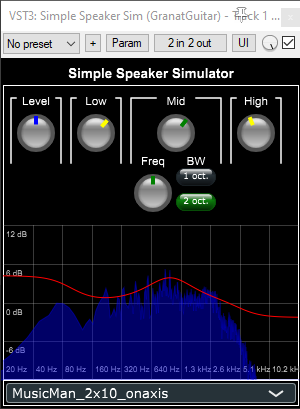 VST3: Simple Speaker Sim (GranatGuitar) - Track 1
No preset + Param 2 in 2 out UI
Simple Speaker Simulator
Level Low Mid High
Freq BW
1 oct.
2 oct.
12 dB
6 dB
0 dB
-6 dB
20 Hz 40 Hz 80 Hz 160 Hz 320 Hz 640 Hz 1.3 kHz 2.6 kHz 5.1 kHz 10.2 k
MusicMan_2x10_onaxis